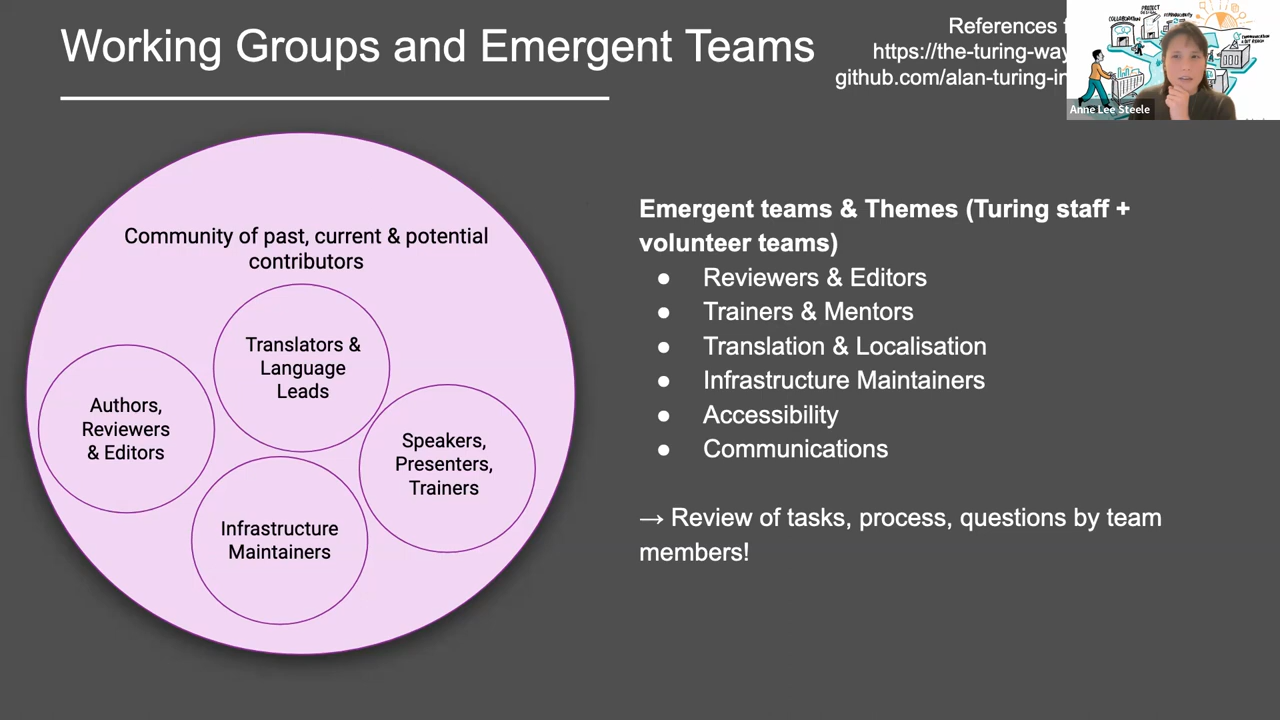 Working Groups and Emergent Teams
References
https://the-turing-way
github.com/alan-turing-in
COLLABORATION
PROJECT
DESIGN
Anne Lee Steele
Community of past, current & potential
contributors
Translators &
Language
Leads
Authors,
Reviewers
& Editors
Speakers,
Presenters,
Trainers
Infrastructure
Maintainers
Emergent teams & Themes (Turing staff +
volunteer teams)
● Reviewers & Editors
● Trainers & Mentors
● Translation & Localisation
● Infrastructure Maintainers
● Accessibility
● Communications
→ Review of tasks, process, questions by team
members!